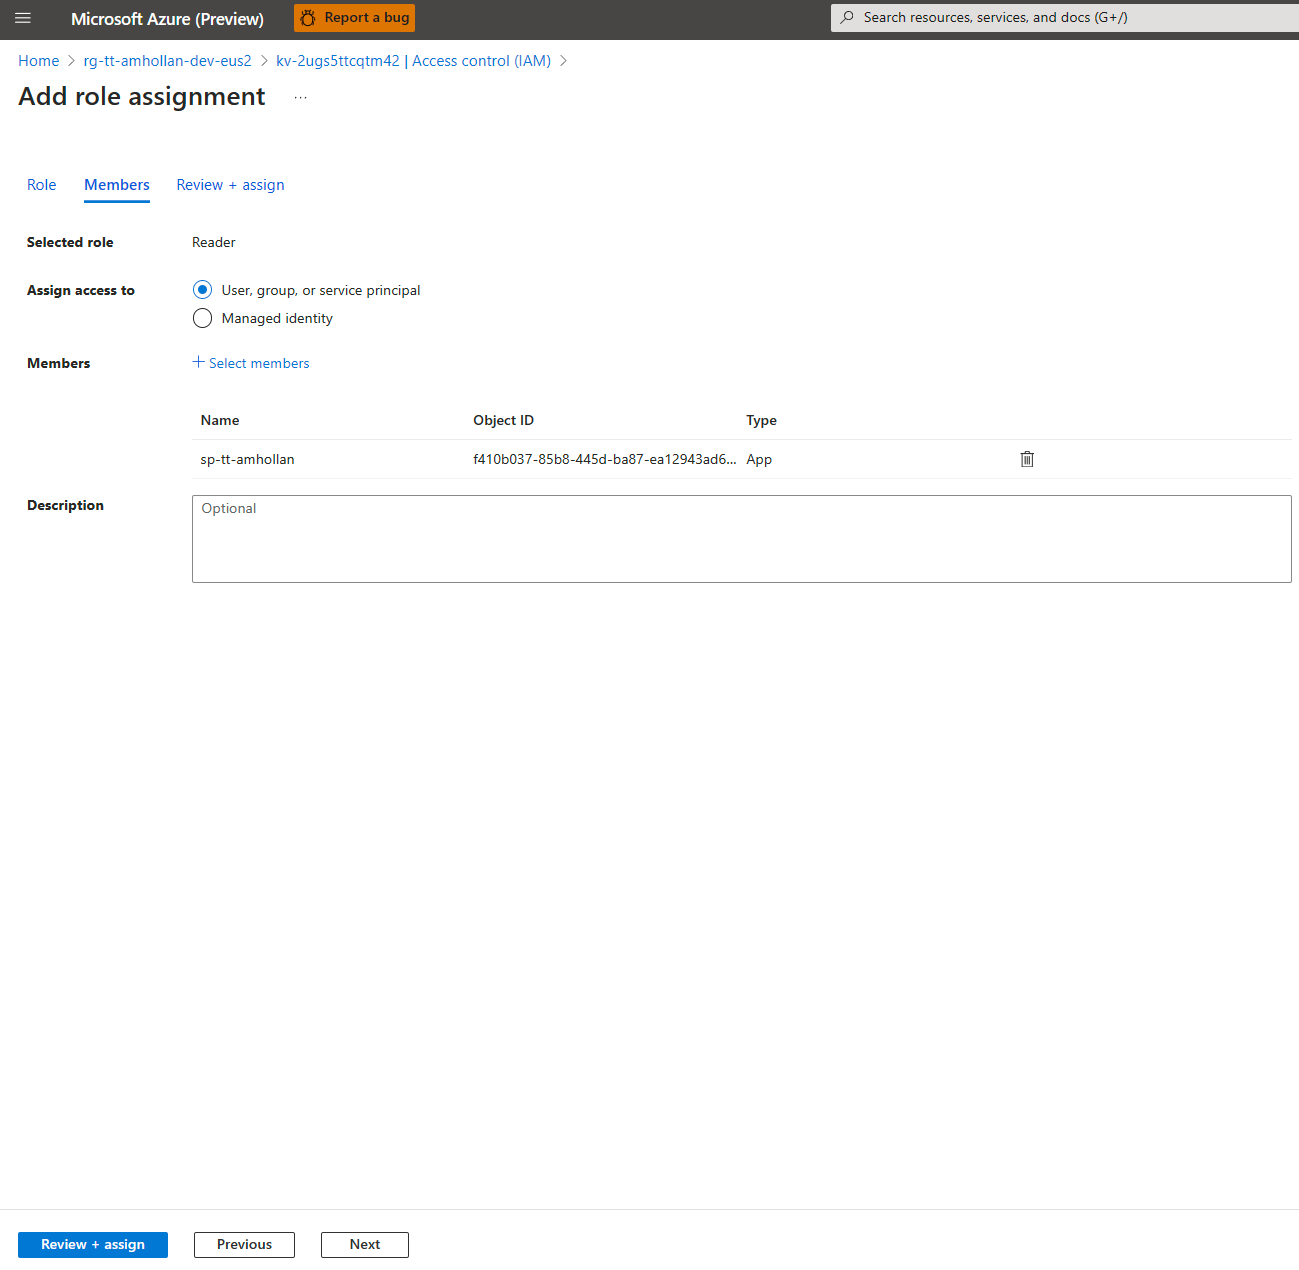 Microsoft Azure (Preview) Report a bug Search resources, services, and docs (G+/)
Home > rg-tt-amhollan-dev-eus2 > kv-2ugs5ttcqtm42 | Access control (IAM) >
Add role assignment ...
Role Members Review + assign
Selected role Reader
Assign access to User, group, or service principal
Managed identity
Members + Select members
Name Object ID Type
sp-tt-amhollan f410b037-85b8-445d-ba87-ea12943ad6... App
Description Optional
Review + assign Previous Next